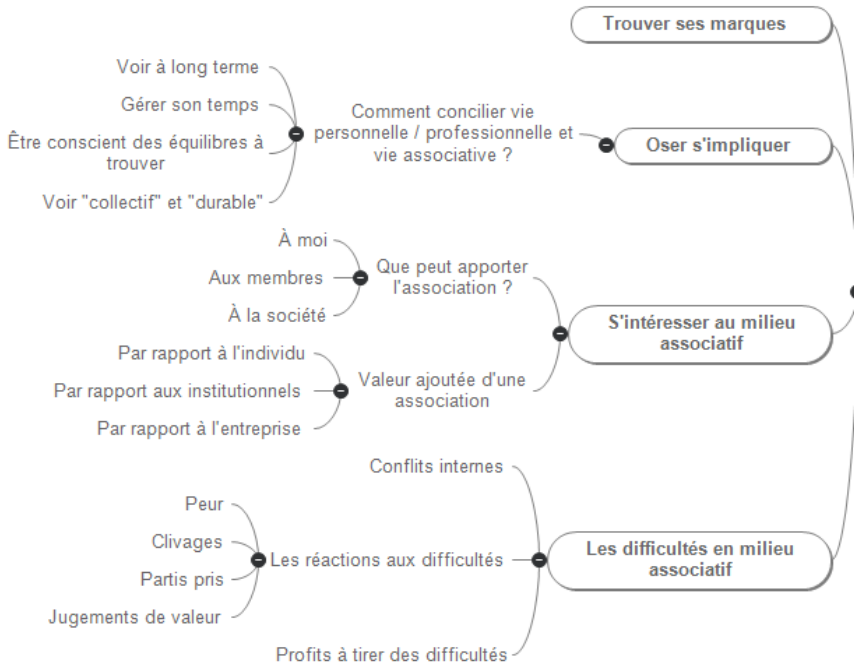 Trouver ses marques
Voir à long terme
Gérer son temps
Être conscient des équilibres à
trouver
Voir "collectif" et "durable"
Comment concilier vie
personnelle / professionnelle et
vie associative ?
Oser s'impliquer
À moi
Aux membres
À la société
Que peut apporter
l'association ?
Par rapport à l'individu
Par rapport aux institutionnels
Par rapport à l'entreprise
Valeur ajoutée d'une
association
S'intéresser au milieu
associatif
Conflits internes
Peur
Clivages
Partis pris
Jugements de valeur
Les réactions aux difficultés
Profits à tirer des difficultés
Les difficultés en milieu
associatif